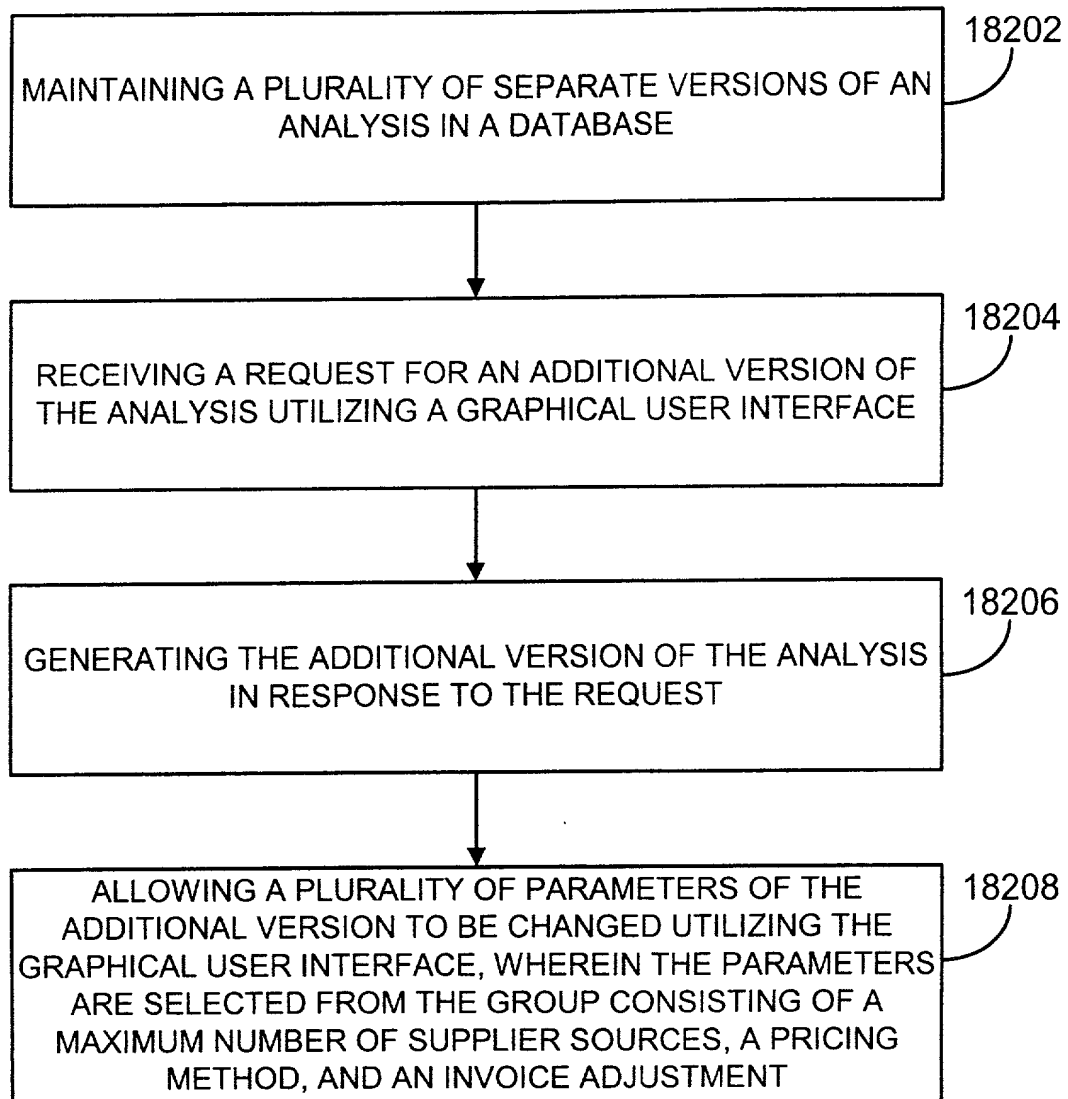 18202
MAINTAINING A PLURALITY OF SEPARATE VERSIONS OF AN
ANALYSIS IN A DATABASE
18204
RECEIVING A REQUEST FOR AN ADDITIONAL VERSION OF
THE ANALYSIS UTILIZING A GRAPHICAL USER INTERFACE
18206
GENERATING THE ADDITIONAL VERSION OF THE ANALYSIS
IN RESPONSE TO THE REQUEST
18208
ALLOWING A PLURALITY OF PARAMETERS OF THE
ADDITIONAL VERSION TO BE CHANGED UTILIZING THE
GRAPHICAL USER INTERFACE, WHEREIN THE PARAMETERS
ARE SELECTED FROM THE GROUP CONSISTING OF A
MAXIMUM NUMBER OF SUPPLIER SOURCES, A PRICING
METHOD, AND AN INVOICE ADJUSTMENT